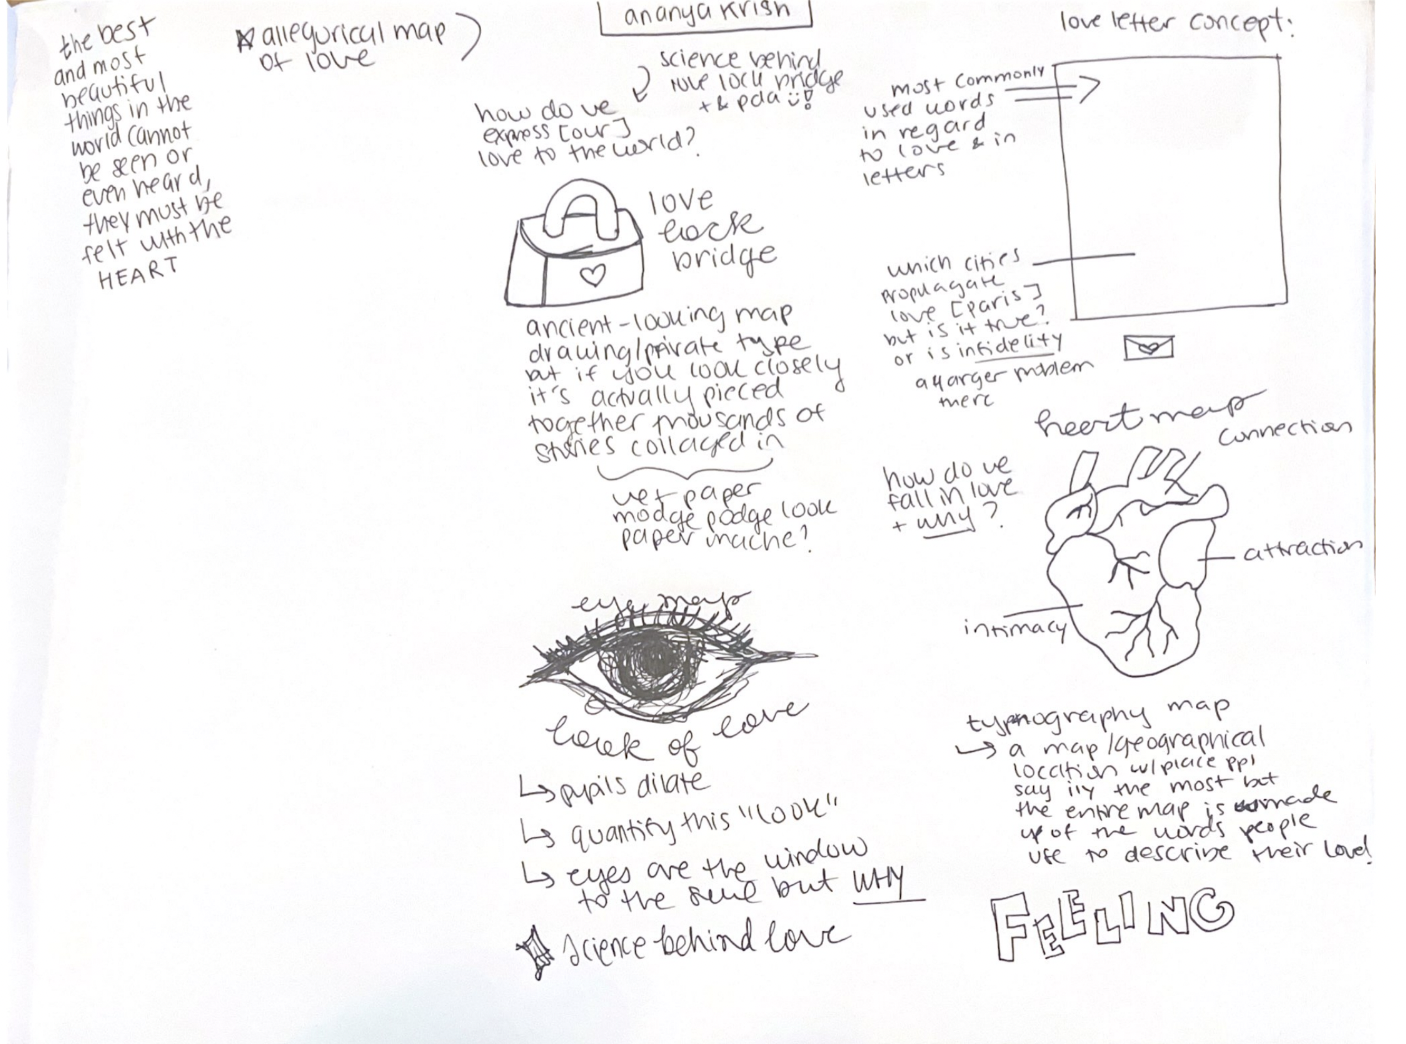 the best
and most
beautiful
things in the
world cannot
be seen or
even heard,
they must be
felt with the
HEART
allegorical map
of love
ananya krish
science behind
love lock bridge
+ & pda
how do we
express [our]
love to the world?
love
lock
bridge
ancient-looking map
drawing/private type
but if you look closely
it's actually pieced
together thousands of
stories collaged in
wet paper
modge podge look
paper mache?
eye map
look of love
pupils dilate
quantify this "look"
eyes are the window
to the soul but WHY
science behind love
love letter concept:
most commonly
used words
in regard
to love & in
letters
which cities
propagate
love [paris]
but is it true?
or is infidelity
a larger problem
there
heart map
connection
how do we
fall in love
+ why?
attraction
intimacy
typography map
a map/geographical
location w/place ppl
say ily the most but
the entire map is made
up of the words people
use to describe their love!
FEELING